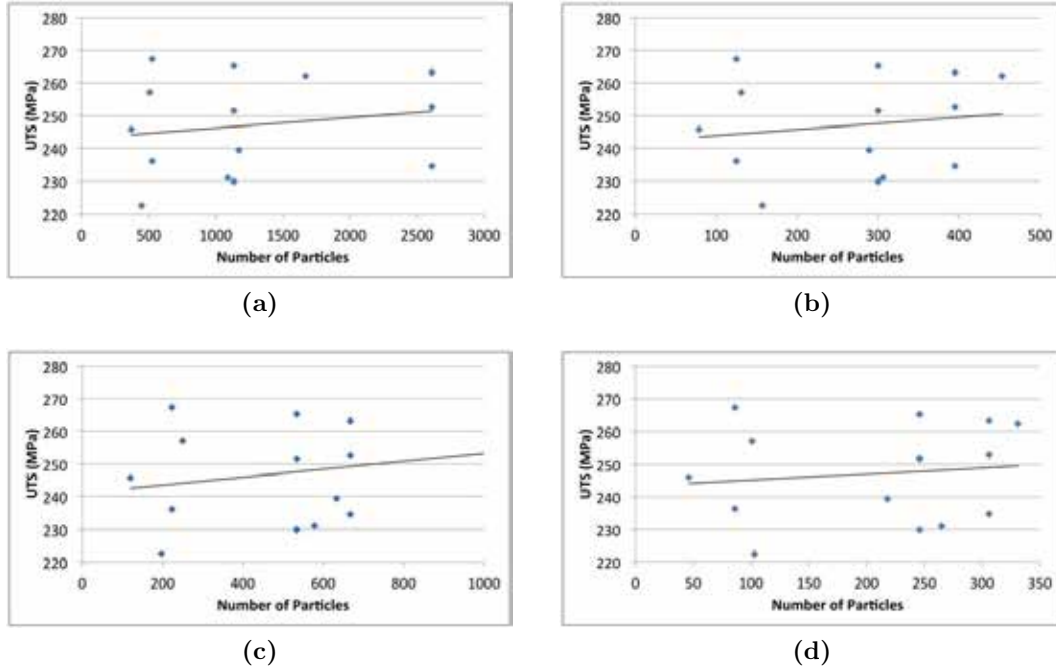 280
270
260
250
240
230
220
UTS (MPa)
0 500 1000 1500 2000 2500 3000
Number of Particles
(a)
280
270
260
250
240
230
220
UTS (MPa)
0 100 200 300 400 500
Number of Particles
(b)
280
270
260
250
240
230
220
UTS (MPa)
0 200 400 600 800 1000
Number of Particles
(c)
280
270
260
250
240
230
220
UTS (MPa)
0 50 100 150 200 250 300 350
Number of Particles
(d)